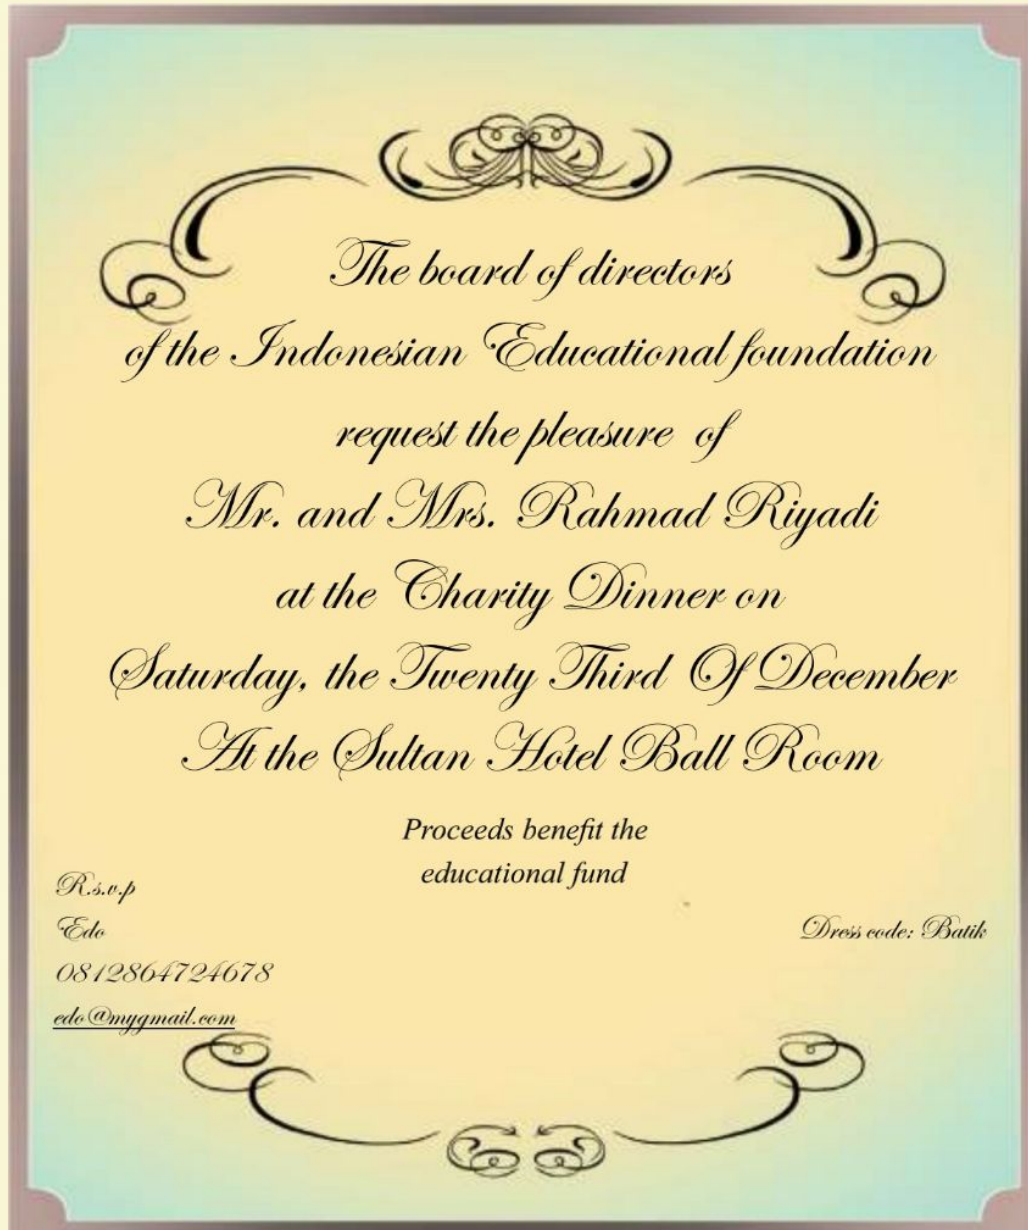 The board of directors
of the Indonesian Educational foundation
request the pleasure of
Mr. and Mrs. Rahmad Riyadi
at the Charity Dinner on
Saturday, the Twenty Third Of December
At the Sultan Hotel Ball Room
Proceeds benefit the
educational fund
R.s.v.p
Edo
0812864724678
edo@mygmail.com
Dress code: Batik